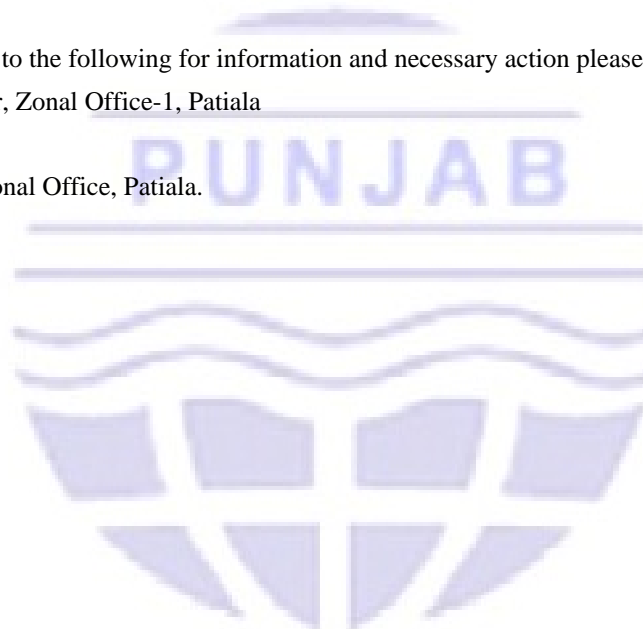 to the following for information and necessary action please
, Zonal Office-1, Patiala
PUNJAB
onal Office, Patiala.